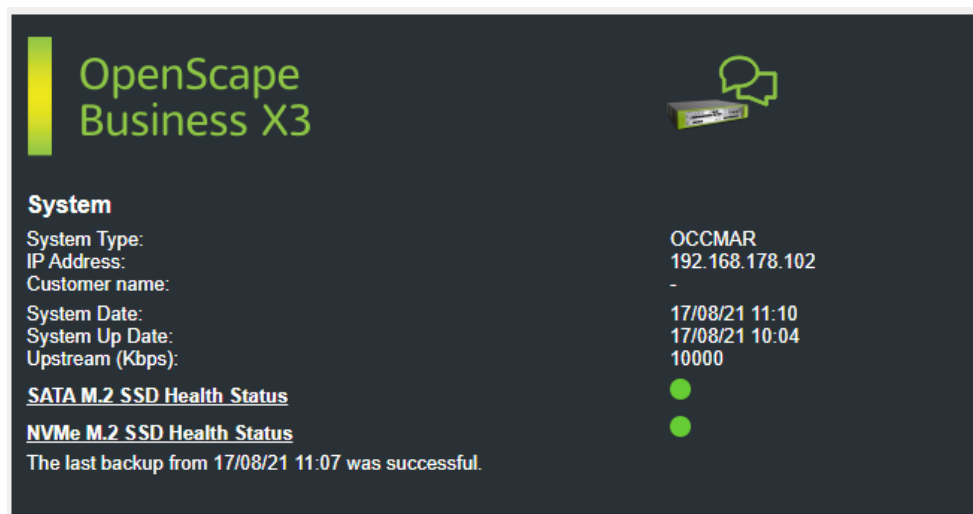 OpenScape
Business X3
System
System Type: OCCMAR
IP Address: 192.168.178.102
Customer name: -
System Date: 17/08/21 11:10
System Up Date: 17/08/21 10:04
Upstream (Kbps): 10000
SATA M.2 SSD Health Status
NVMe M.2 SSD Health Status
The last backup from 17/08/21 11:07 was successful.